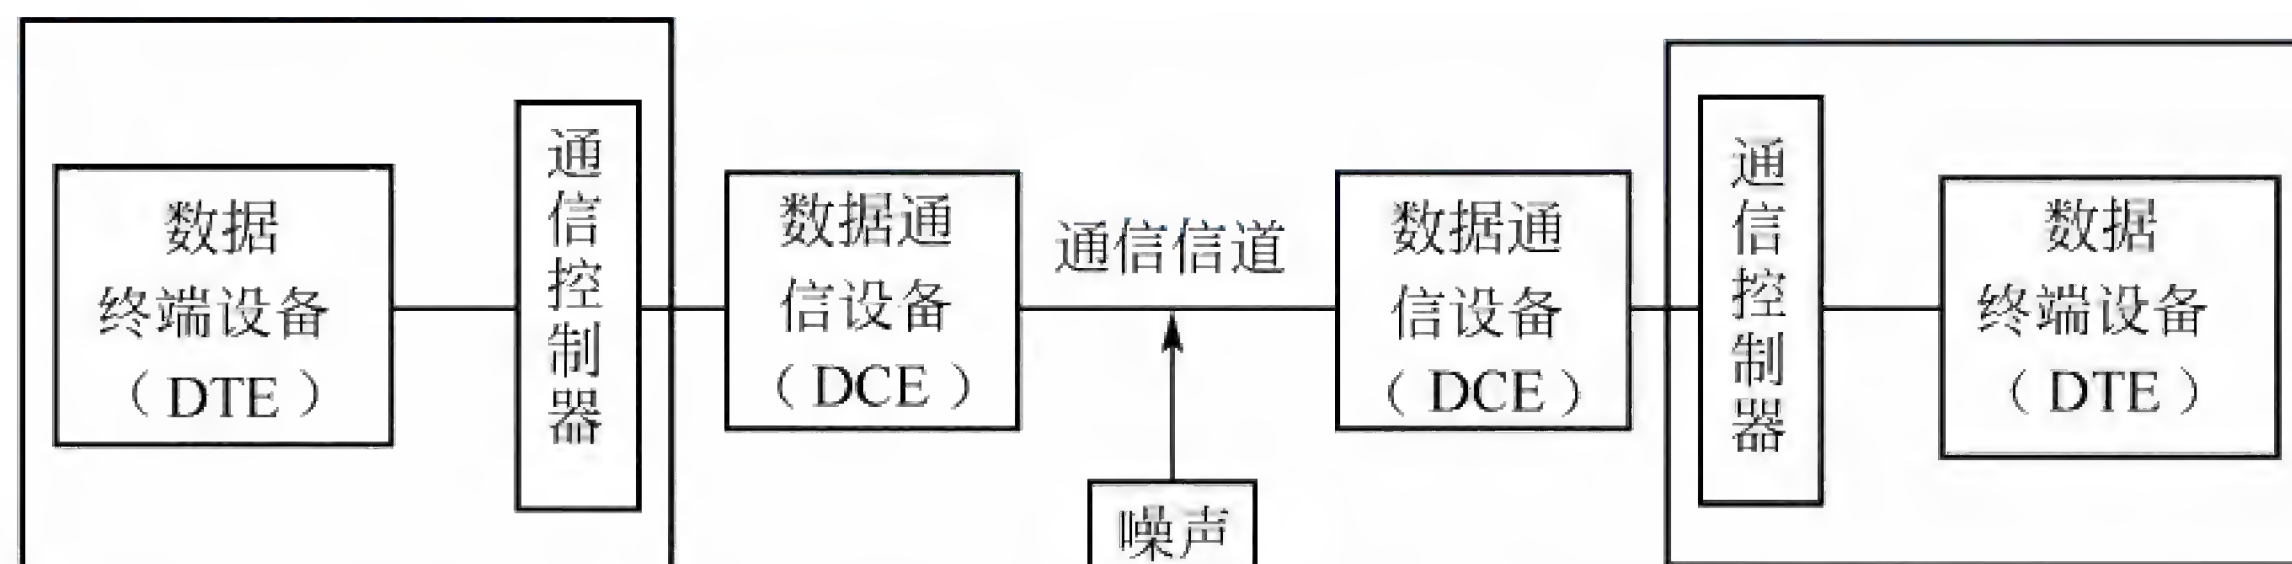 数据
终端设备
（DTE）
通
信
控
制
器
数据通
信设备
（DCE）
通信信道
噪声
数据通
信设备
（DCE）
通
信
控
制
器
数据
终端设备
（DTE）